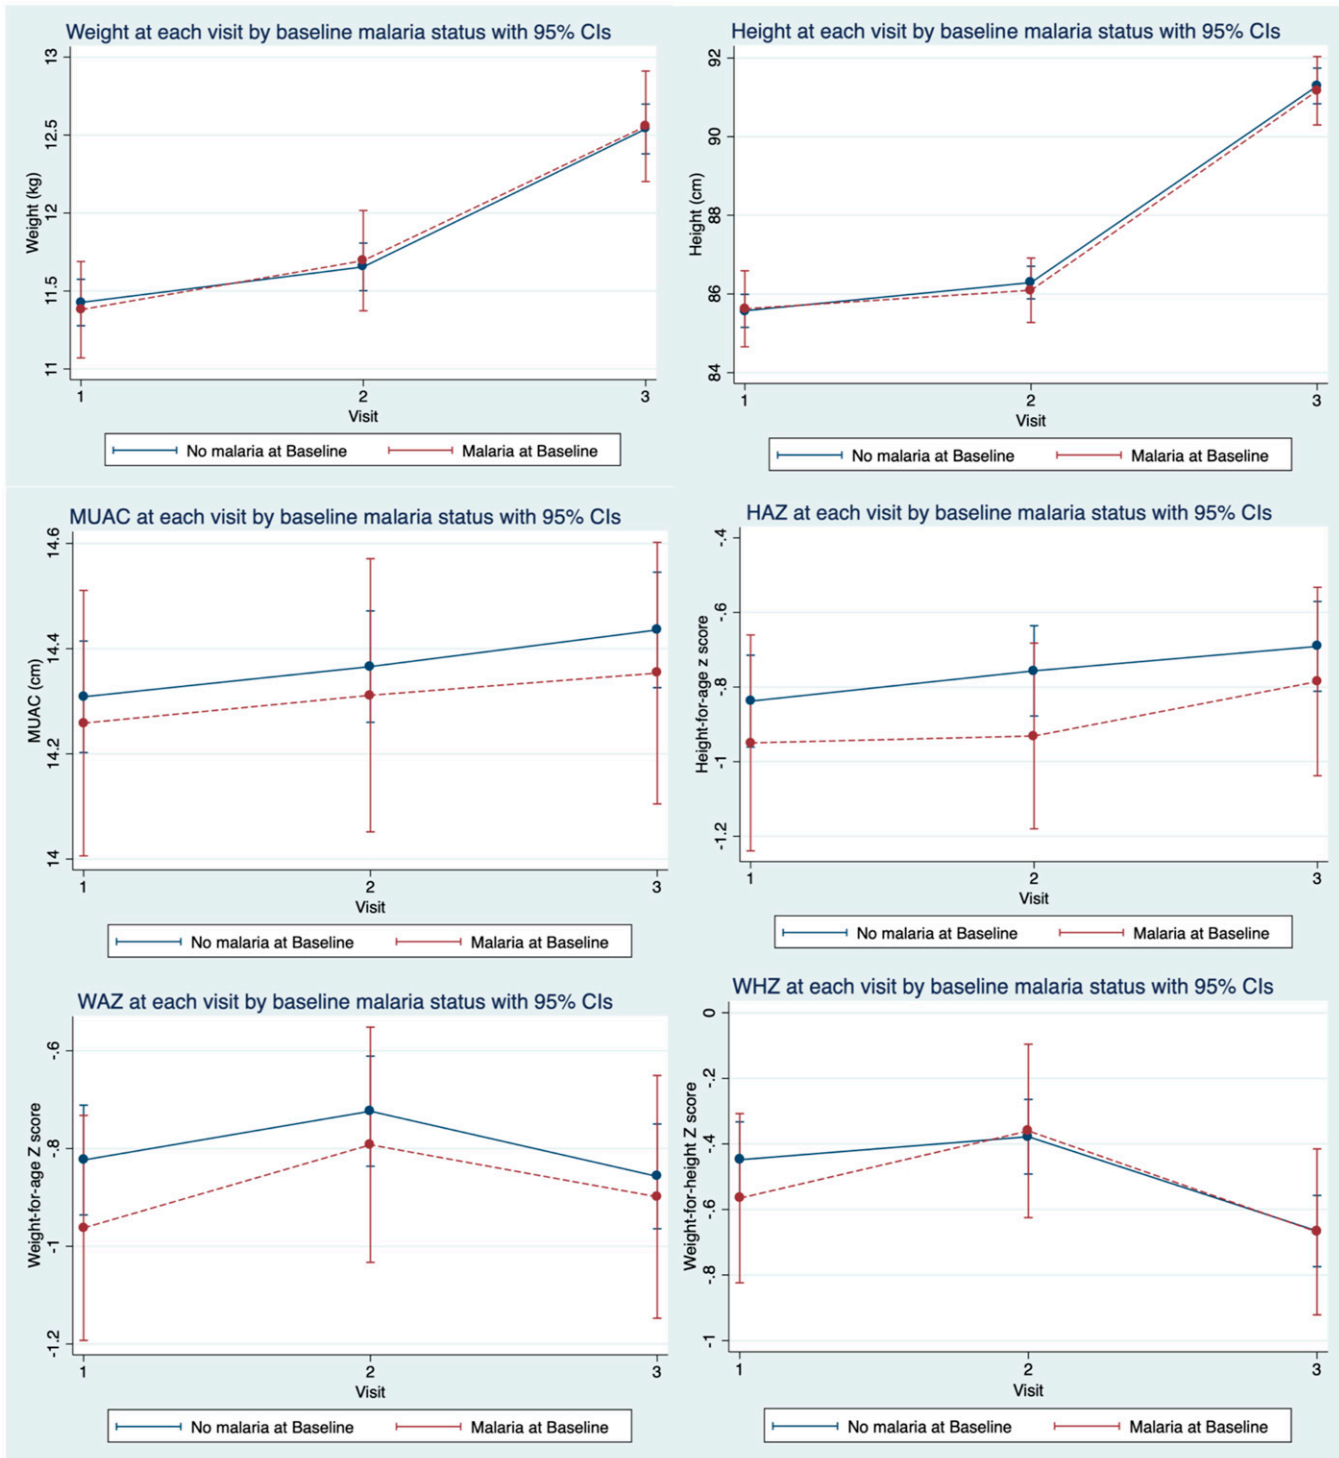 Weight at each visit by baseline malaria status with 95% CIs
Weight (kg)
13
12.5
12
11.5
11
1 2 3
Visit
No malaria at Baseline Malaria at Baseline
Height at each visit by baseline malaria status with 95% CIs
Height (cm)
92
90
88
86
84
1 2 3
Visit
No malaria at Baseline Malaria at Baseline
MUAC at each visit by baseline malaria status with 95% CIs
MUAC (cm)
14.6
14.4
14.2
14
1 2 3
Visit
No malaria at Baseline Malaria at Baseline
HAZ at each visit by baseline malaria status with 95% CIs
Height-for-age z score
-.4
-.6
-.8
-1
-1.2
1 2 3
Visit
No malaria at Baseline Malaria at Baseline
WAZ at each visit by baseline malaria status with 95% CIs
Weight-for-age Z score
-.6
-.8
-1
-1.2
1 2 3
Visit
No malaria at Baseline Malaria at Baseline
WHZ at each visit by baseline malaria status with 95% CIs
Weight-for-height Z score
0
-.2
-.4
-.6
-.8
-1
1 2 3
Visit
No malaria at Baseline Malaria at Baseline